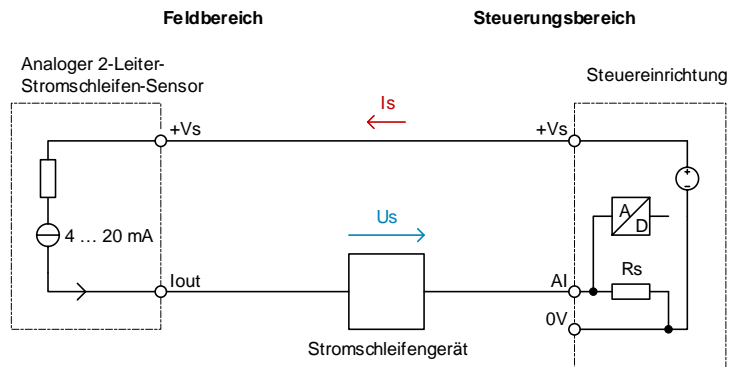 Feldbereich
Steuerungsbereich
Analoger 2-Leiter-
Stromschleifen-Sensor
Steuereinrichtung
Is
+Vs
+Vs
+
-
A
D
Us
4 … 20 mA
Rs
Iout
AI
0V
Stromschleifengerät